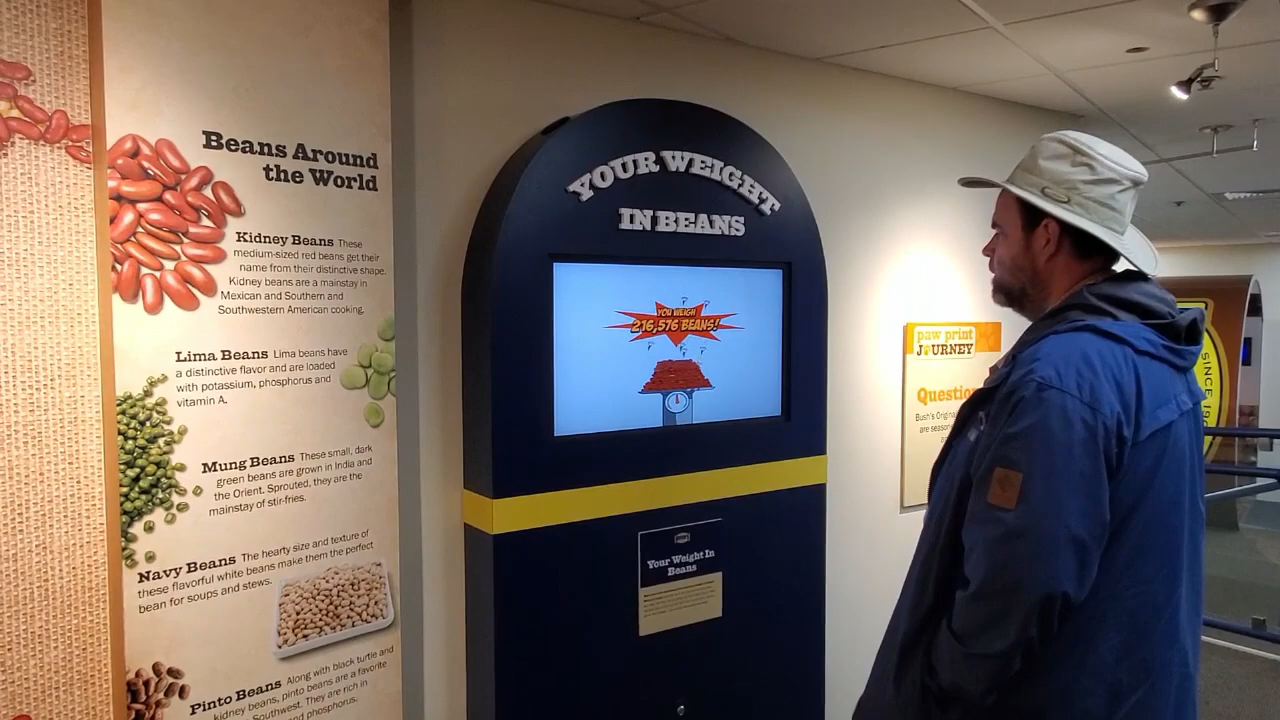 Beans Around
the World
Kidney Beans These
medium-sized red beans get their
name from their distinctive shape.
Kidney beans are a mainstay in
Mexican and Southern and
Southwestern American cooking.
Lima Beans Lima beans have
a distinctive flavor and are loaded
with potassium, phosphorus and
vitamin A.
Mung Beans These small, dark
green beans are grown in India and
the Orient. Sprouted, they are the
mainstay of stir-fries.
Navy Beans The hearty size and texture of
these flavorful white beans make them the perfect
bean for soups and stews.
Pinto Beans Along with black turtle and
kidney beans, pinto beans are a favorite
Southwest. They are rich in
and phosphorus.
YOUR WEIGHT
IN BEANS
YOU WEIGH
216,576 BEANS!
Your Weight In
Beans
paw print
JOURNEY
Question
Bush's Original
are season
SINCE 19